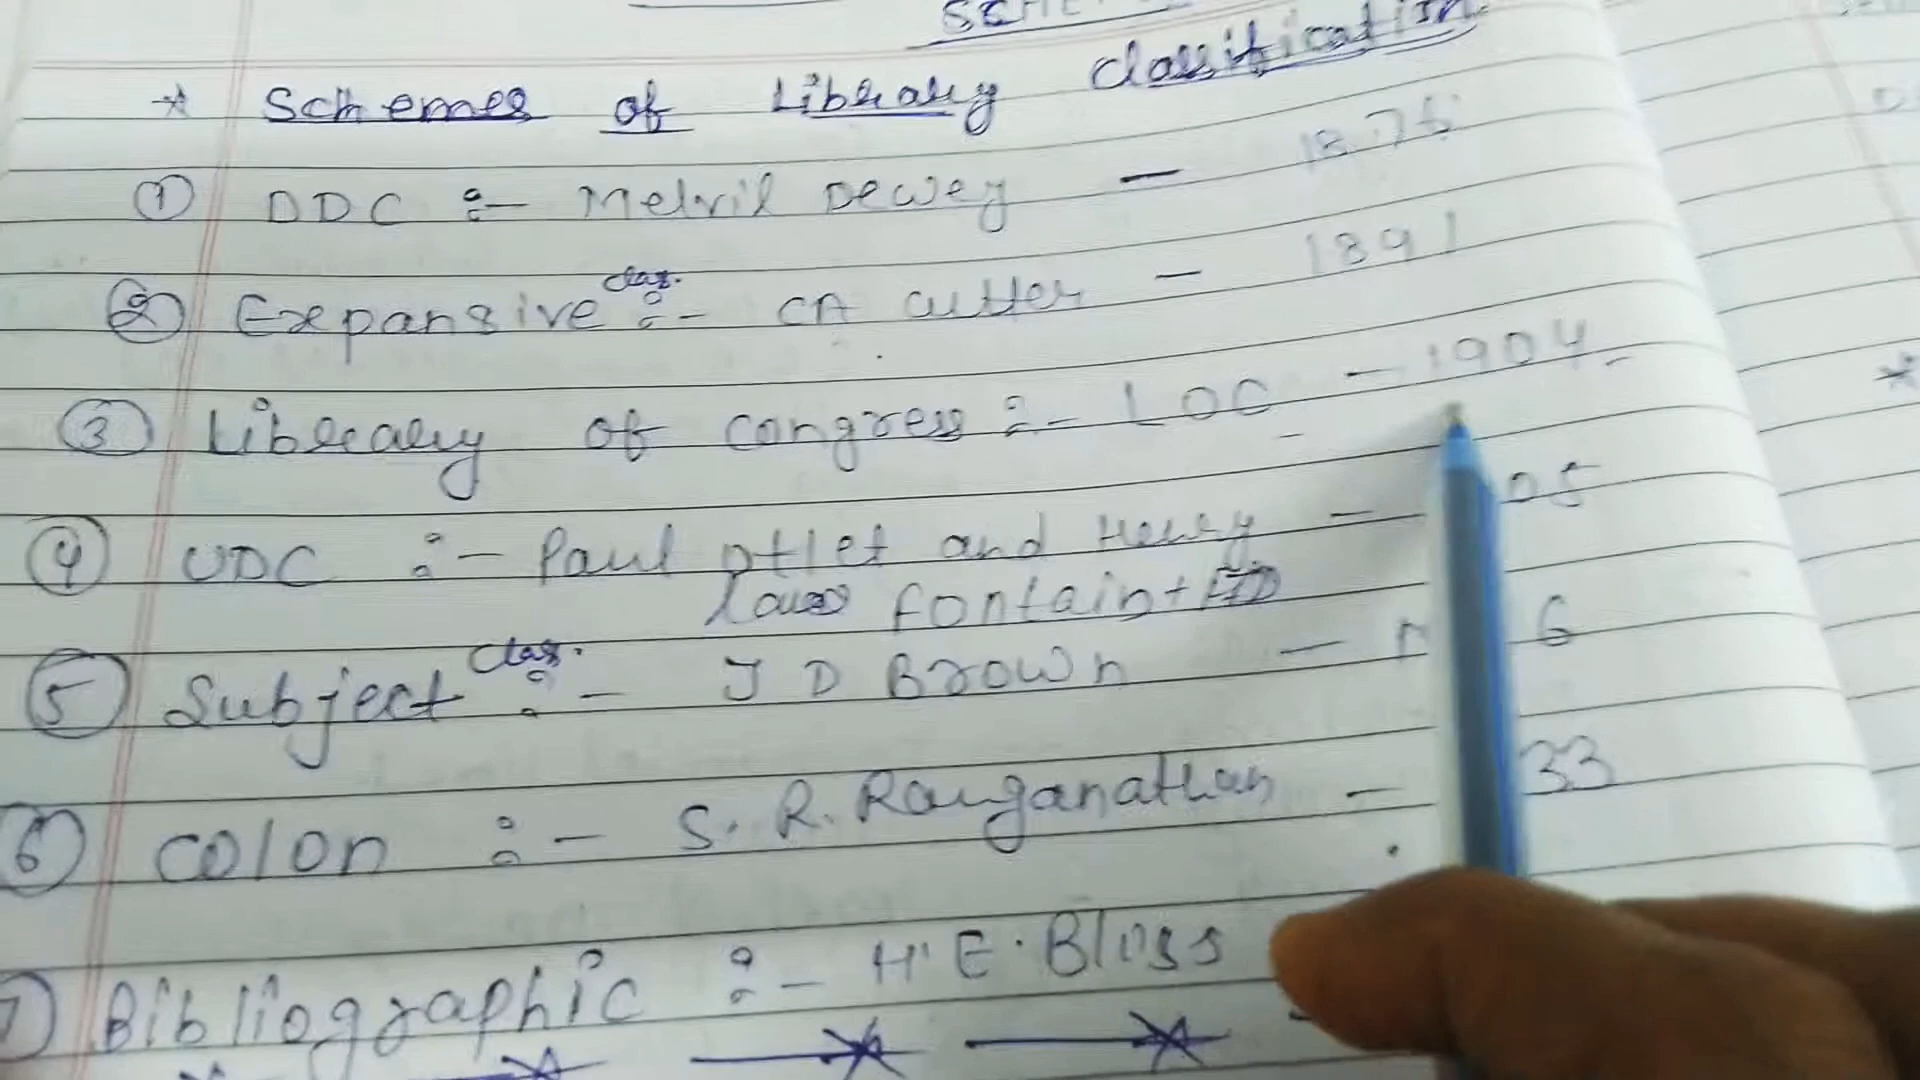 * Schemes of Library Classification
① DDC :- Melvil Dewey - 1876
② Expansive Clas. :- CA Cutter - 1891
③ Library of Congress :- LOC - 1904
④ UDC :- Paul Otlet and Henry - 05
Fontain +
⑤ Subject Clas. :- J D Brown - 6
⑥ Colon :- S. R. Ranganathan - 33
7 Bibliographic :- H.E. Bliss